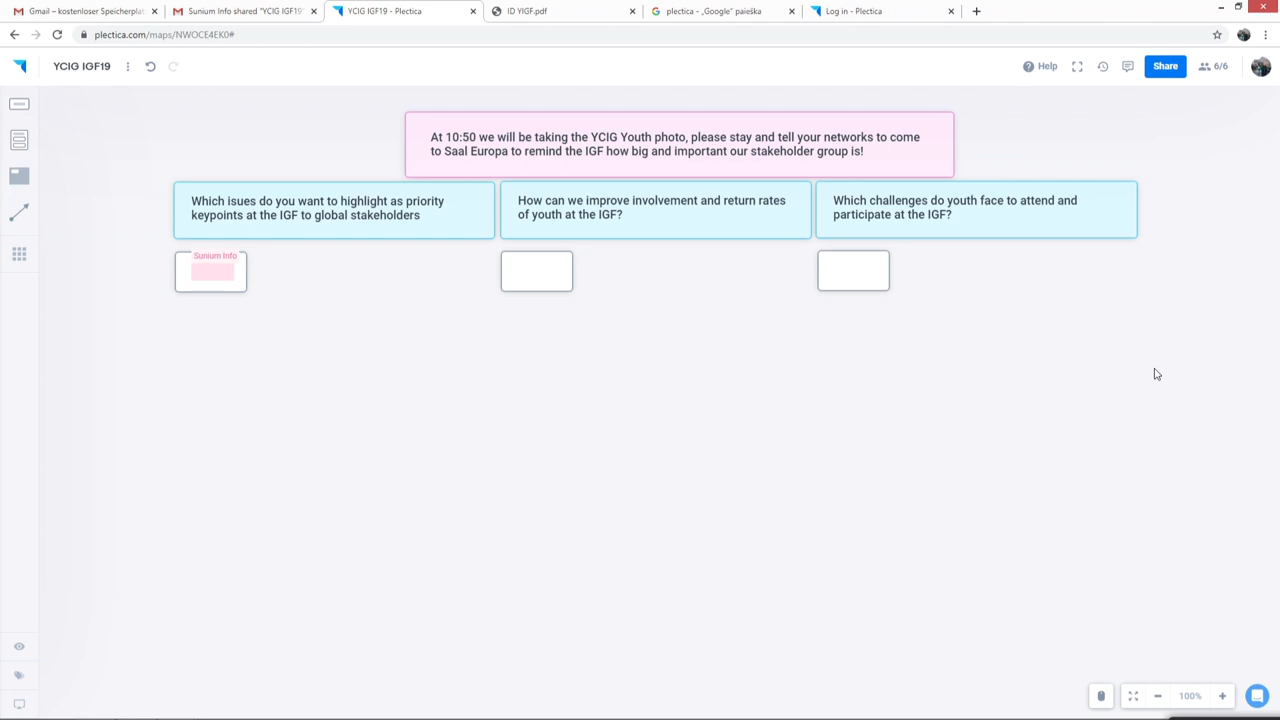 Gmail – kostenloser Speicherpla
Sunium Info shared "YCIG IGF19"
YCIG IGF19 - Plectica
ID YIGF.pdf
plectica - „Google“ paieška
Log in - Plectica
plectica.com/maps/NWOCE4EK0#
YCIG IGF19
Help
Share
6/6
At 10:50 we will be taking the YCIG Youth photo, please stay and tell your networks to come
to Saal Europa to remind the IGF how big and important our stakeholder group is!
Which isues do you want to highlight as priority
keypoints at the IGF to global stakeholders
How can we improve involvement and return rates
of youth at the IGF?
Which challenges do youth face to attend and
participate at the IGF?
Sunium Info
100%